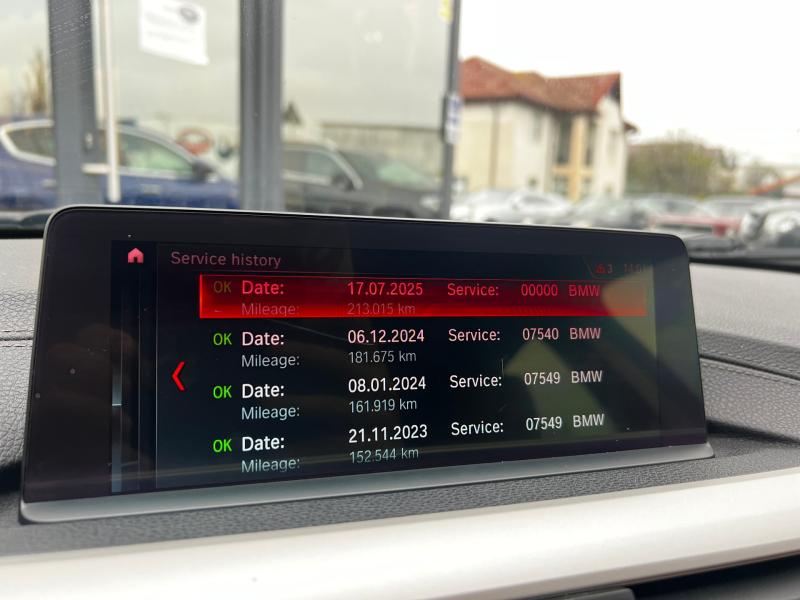 Service history
3
OK Date: 17.07.2025 Service: 00000 BMW
Mileage: 213.015 km
OK Date: 06.12.2024 Service: 07540 BMW
Mileage: 181.675 km
OK Date: 08.01.2024 Service: 07549 BMW
Mileage: 161.919 km
OK Date: 21.11.2023 Service: 07549 BMW
Mileage: 152.544 km